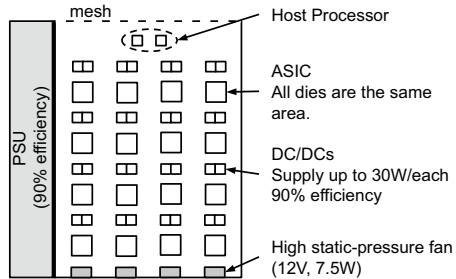 mesh
Host Processor
ASIC
All dies are the same
area.
PSU
(90% efficiency)
DC/DCs
Supply up to 30W/each
90% efficiency
High static-pressure fan
(12V, 7.5W)